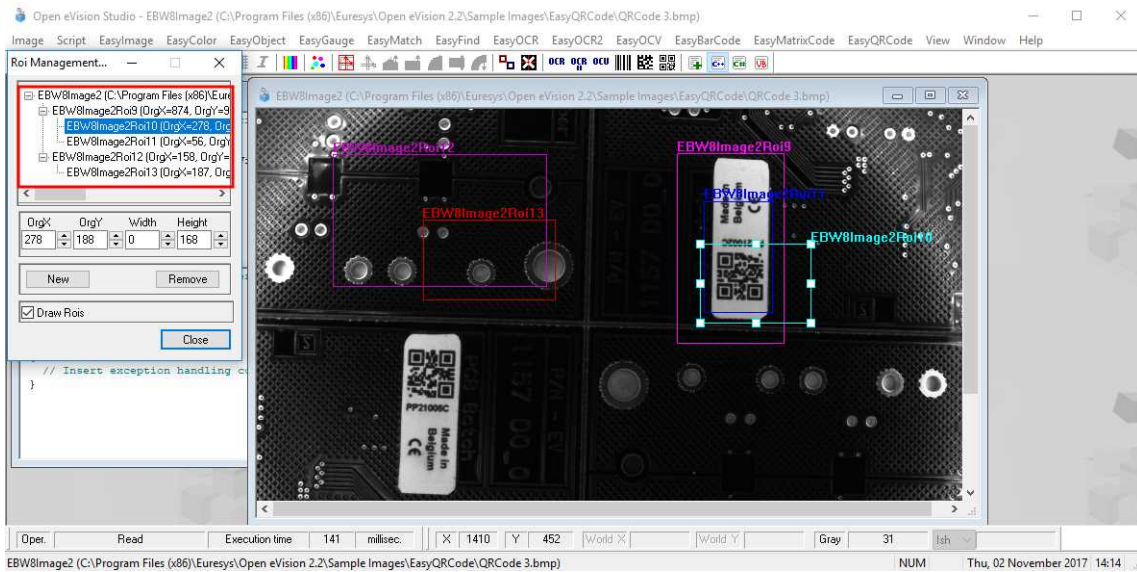 Open eVision Studio - EBW8Image2 (C:\Program Files (x86)\Euresys\Open eVision 2.2\Sample Images\EasyQRCode\QRCode 3.bmp)
Image Script EasyImage EasyColor EasyObject EasyGauge EasyMatch EasyFind EasyOCR EasyOCR2 EasyOCV EasyBarCode EasyMatrixCode EasyQRCode View Window Help
Roi Management...
EBW8Image2 (C:\Program Files (x86)\Eure
EBW8Image2Roi9 (OrgX=874, OrgY=9
EBW8Image2Roi10 (OrgX=278, Org
EBW8Image2Roi11 (OrgX=56, OrgY
EBW8Image2Roi12 (OrgX=158, OrgY=
EBW8Image2Roi13 (OrgX=187, Org
OrgX OrgY Width Height
278 188 0 168
New Remove
Draw Rois
Close
// Insert exception handling co
}
EBW8Image2 (C:\Program Files (x86)\Euresys\Open eVision 2.2\Sample Images\EasyQRCode\QRCode 3.bmp)
EBW8Image2Roi12
EBW8Image2Roi9
EBW8Image2Roi11
EBW8Image2Roi13
EBW8Image2Roi10
Made in
Belgium
PP21006C
Made in
Belgium
Oper. Read Execution time 141 millisec. X 1410 Y 452 World X World Y Gray 31 Ish
EBW8Image2 (C:\Program Files (x86)\Euresys\Open eVision 2.2\Sample Images\EasyQRCode\QRCode 3.bmp) NUM Thu, 02 November 2017 14:14